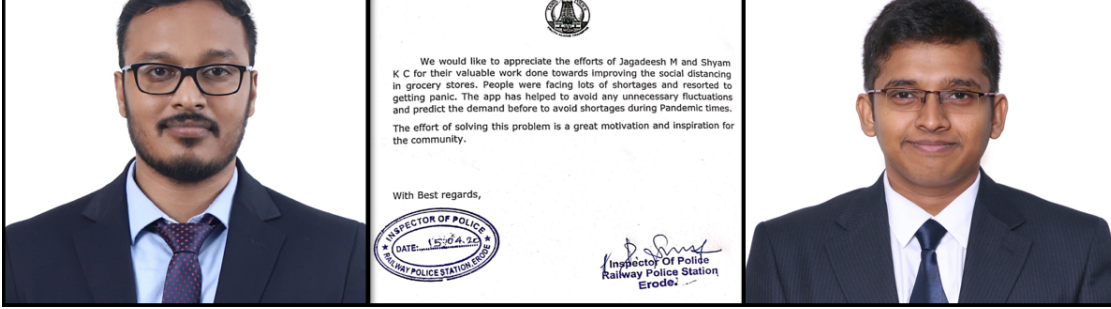 We would like to appreciate the efforts of Jagadeesh M and Shyam
K C for their valuable work done towards improving the social distancing
in grocery stores. People were facing lots of shortages and resorted to
getting panic. The app has helped to avoid any unnecessary fluctuations
and predict the demand before to avoid shortages during Pandemic times.
The effort of solving this problem is a great motivation and inspiration for
the community.
With Best regards,
INSPECTOR OF POLICE
DATE: 15.04.20
RAILWAY POLICE STATION, ERODE
Inspector Of Police
Railway Police Station
Erode.